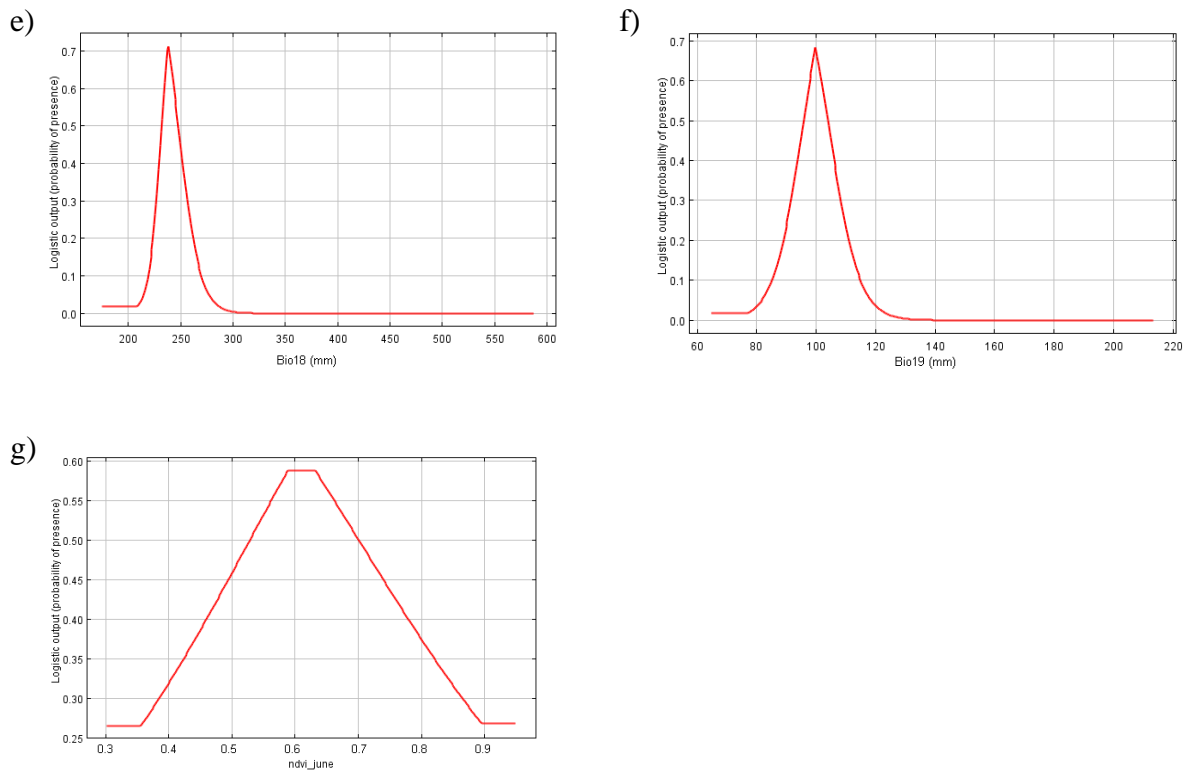 e)
Logistic output (probability of presence)
0.7
0.6
0.5
0.4
0.3
0.2
0.1
0.0
200 250 300 350 400 450 500 550 600
Bio18 (mm)
f)
Logistic output (probability of presence)
0.7
0.6
0.5
0.4
0.3
0.2
0.1
0.0
60 80 100 120 140 160 180 200 220
Bio19 (mm)
g)
Logistic output (probability of presence)
0.60
0.55
0.50
0.45
0.40
0.35
0.30
0.25
0.3 0.4 0.5 0.6 0.7 0.8 0.9
ndvi_june